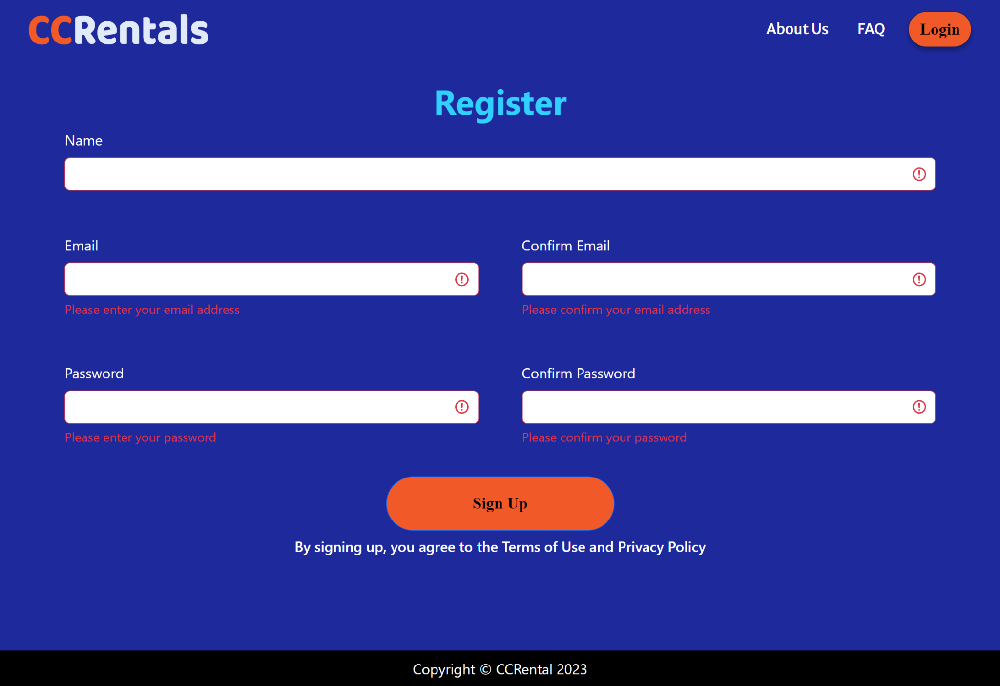 CCRentals
About Us
FAQ
Login
Register
Name
Email
Confirm Email
Please enter your email address
Please confirm your email address
Password
Confirm Password
Please enter your password
Please confirm your password
Sign Up
By signing up, you agree to the Terms of Use and Privacy Policy
Copyright © CCRental 2023